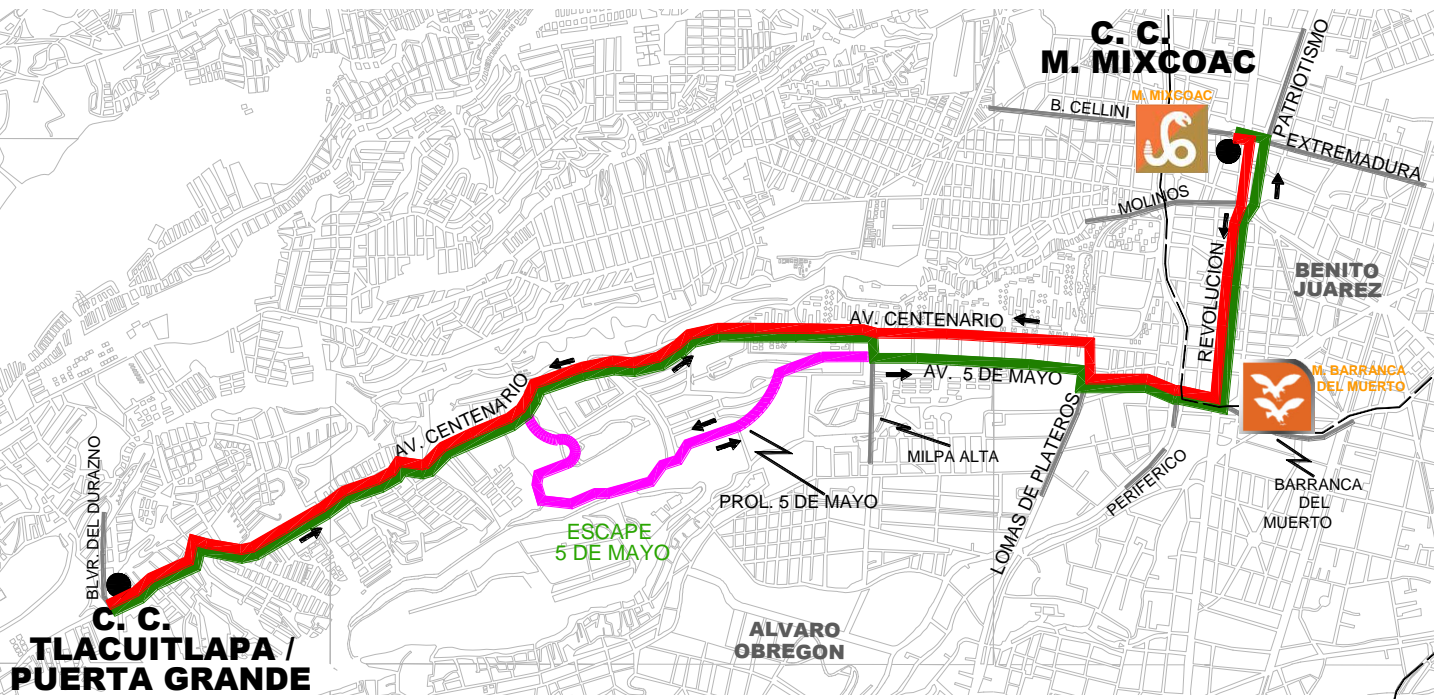 C. C.
M. MIXCOAC
PATRIOTISMO
M. MIXCOAC
B. CELLINI
EXTREMADURA
MOLINOS
BENITO
JUAREZ
REVOLUCION
AV. CENTENARIO
M. BARRANCA
DEL MUERTO
AV. 5 DE MAYO
AV. CENTENARIO
LOMAS DE PLATEROS
MILPA ALTA
PERIFERICO
BARRANCA
DEL
MUERTO
PROL. 5 DE MAYO
ESCAPE
5 DE MAYO
BLVR. DEL DURAZNO
C. C.
TLACUITLAPA /
PUERTA GRANDE
ALVARO
OBREGON